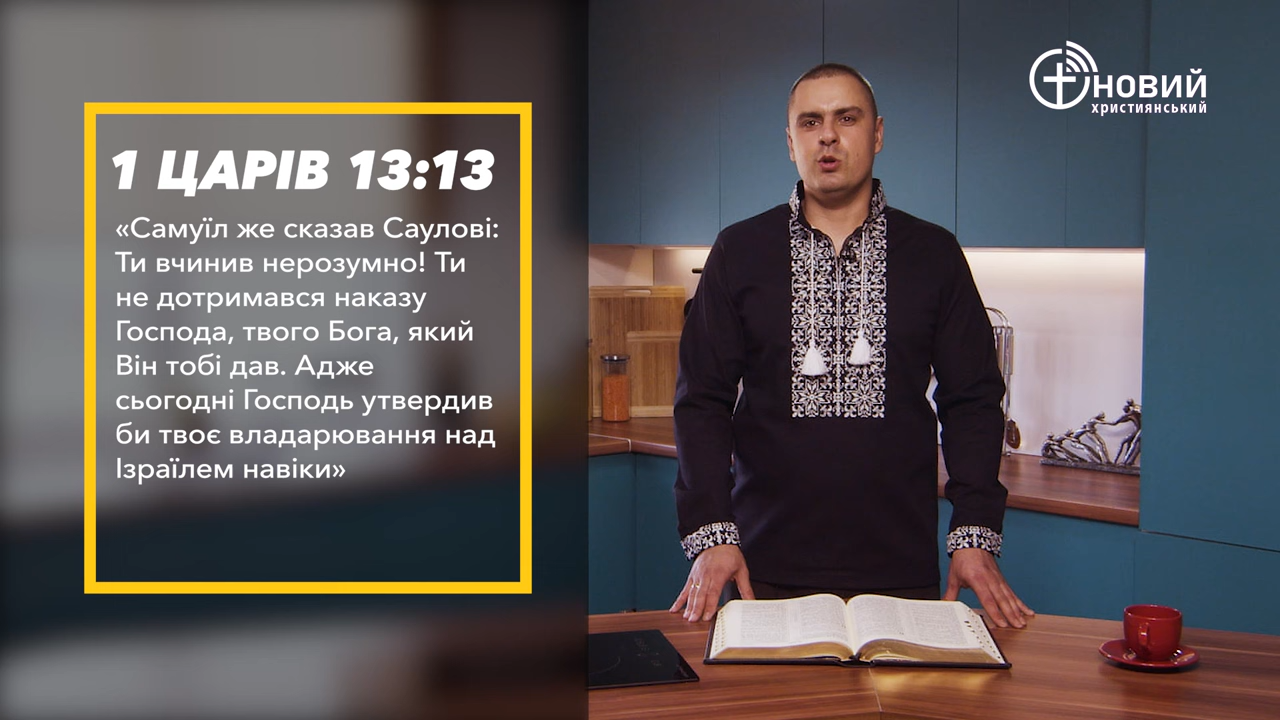 1 ЦАРІВ 13:13
«Самуїл же сказав Саулові:
Ти вчинив нерозумно! Ти
не дотримався наказу
Господа, твого Бога, який
Він тобі дав. Адже
сьогодні Господь утвердив
би твоє владарювання над
Ізраїлем навіки»
НОВИЙ
християнський